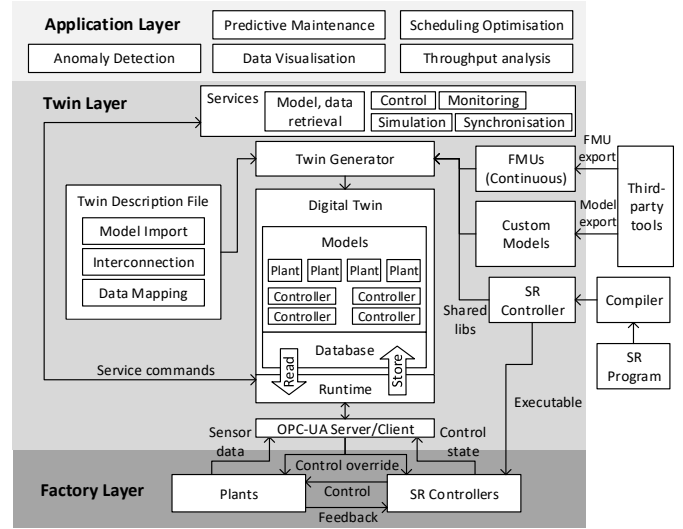 Application Layer
Predictive Maintenance
Scheduling Optimisation
Anomaly Detection
Data Visualisation
Throughput analysis
Twin Layer
Services
Model, data
retrieval
Control
Monitoring
Simulation
Synchronisation
Twin Generator
FMUs
(Continuous)
FMU
export
Third-
party
tools
Model
export
Custom
Models
Twin Description File
Model Import
Interconnection
Data Mapping
Digital Twin
Models
Plant
Plant
Plant
Plant
Controller
Controller
Controller
Controller
Database
Read
Store
Runtime
Shared
libs
SR
Controller
Compiler
SR
Program
Service commands
Executable
OPC-UA Server/Client
Sensor
data
Control
state
Control override
Factory Layer
Plants
Control
SR Controllers
Feedback